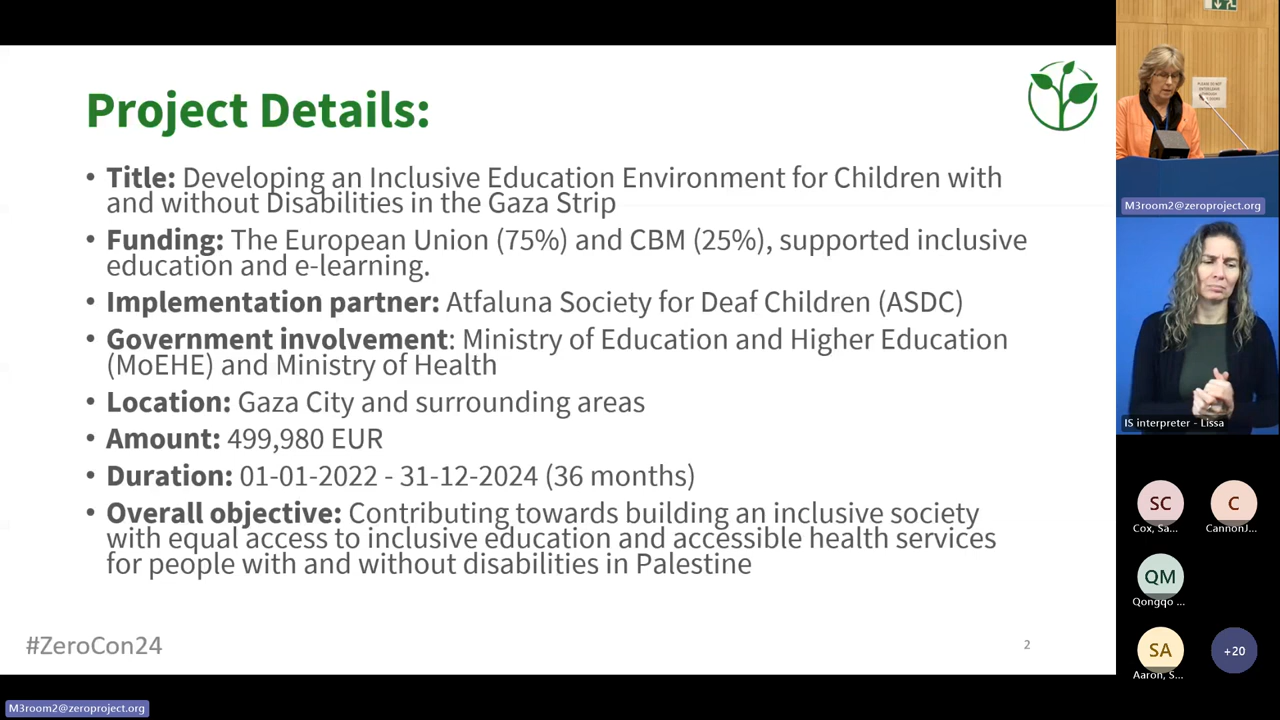 Project Details:
• Title: Developing an Inclusive Education Environment for Children with
and without Disabilities in the Gaza Strip
• Funding: The European Union (75%) and CBM (25%), supported inclusive
education and e-learning.
• Implementation partner: Atfaluna Society for Deaf Children (ASDC)
• Government involvement: Ministry of Education and Higher Education
(MoEHE) and Ministry of Health
• Location: Gaza City and surrounding areas
• Amount: 499,980 EUR
• Duration: 01-01-2022 - 31-12-2024 (36 months)
• Overall objective: Contributing towards building an inclusive society
with equal access to inclusive education and accessible health services
for people with and without disabilities in Palestine
#ZeroCon24
2
M3room2@zeroproject.org
PLEASE DO NOT
M3room2@zeroproject.org
IS interpreter - Lissa
SC
Cox, Sa...
C
CannonJ...
QM
Qongqo ...
SA
Aaron, S...
+20